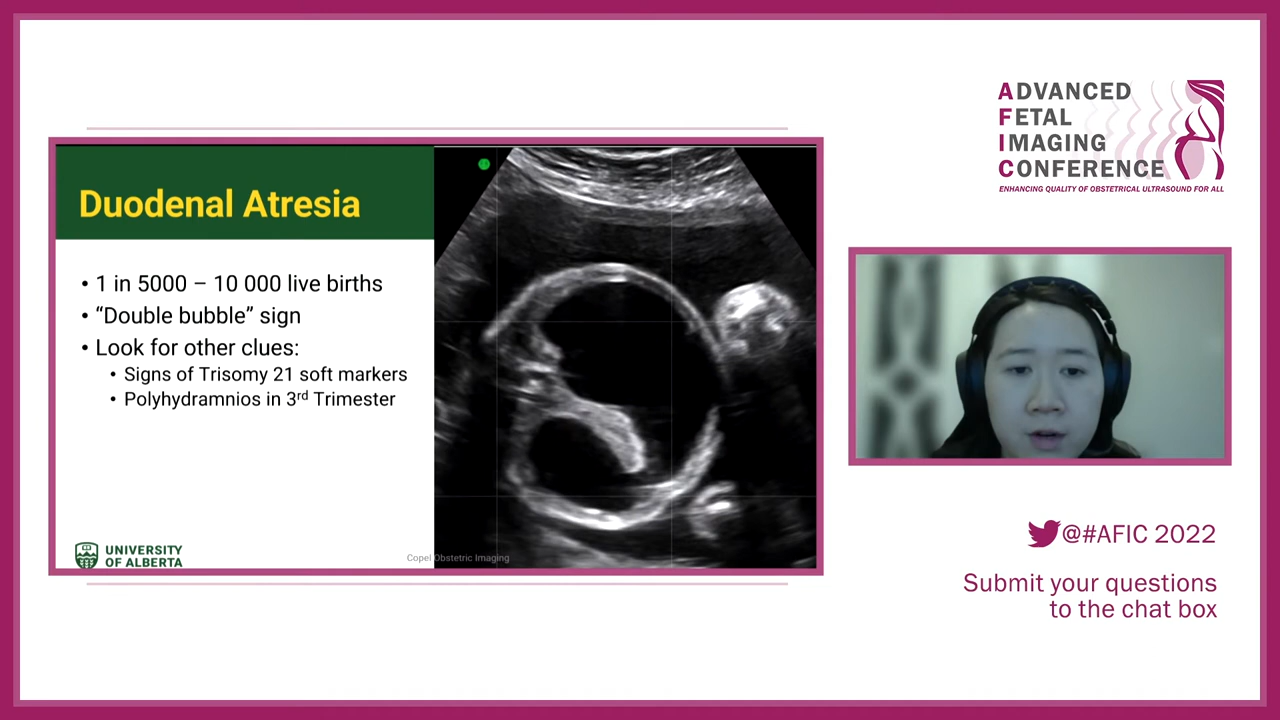 Duodenal Atresia
• 1 in 5000 – 10 000 live births
• “Double bubble” sign
• Look for other clues:
• Signs of Trisomy 21 soft markers
• Polyhydramnios in 3rd Trimester
UNIVERSITY
OF ALBERTA
Copel Obstetric Imaging
ADVANCED
FETAL
IMAGING
CONFERENCE
ENHANCING QUALITY OF OBSTETRICAL ULTRASOUND FOR ALL
@#AFIC 2022
Submit your questions
to the chat box